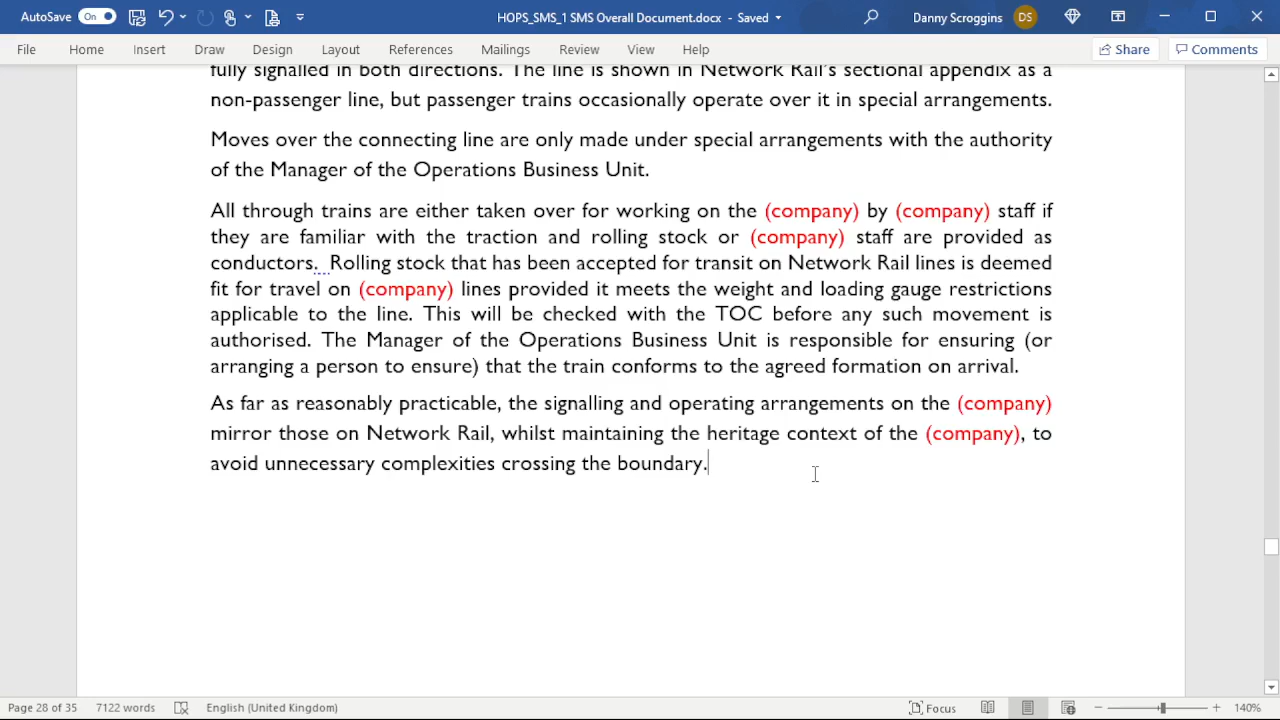 AutoSave On HOPS_SMS_1 SMS Overall Document.docx - Saved Danny Scroggins DS
File Home Insert Draw Design Layout References Mailings Review View Help Share Comments
fully signalled in both directions. The line is shown in Network Rail's sectional appendix as a
non-passenger line, but passenger trains occasionally operate over it in special arrangements.
Moves over the connecting line are only made under special arrangements with the authority
of the Manager of the Operations Business Unit.
All through trains are either taken over for working on the (company) by (company) staff if
they are familiar with the traction and rolling stock or (company) staff are provided as
conductors.  Rolling stock that has been accepted for transit on Network Rail lines is deemed
fit for travel on (company) lines provided it meets the weight and loading gauge restrictions
applicable to the line. This will be checked with the TOC before any such movement is
authorised. The Manager of the Operations Business Unit is responsible for ensuring (or
arranging a person to ensure) that the train conforms to the agreed formation on arrival.
As far as reasonably practicable, the signalling and operating arrangements on the (company)
mirror those on Network Rail, whilst maintaining the heritage context of the (company), to
avoid unnecessary complexities crossing the boundary.
Page 28 of 35 7122 words English (United Kingdom) Focus 140%